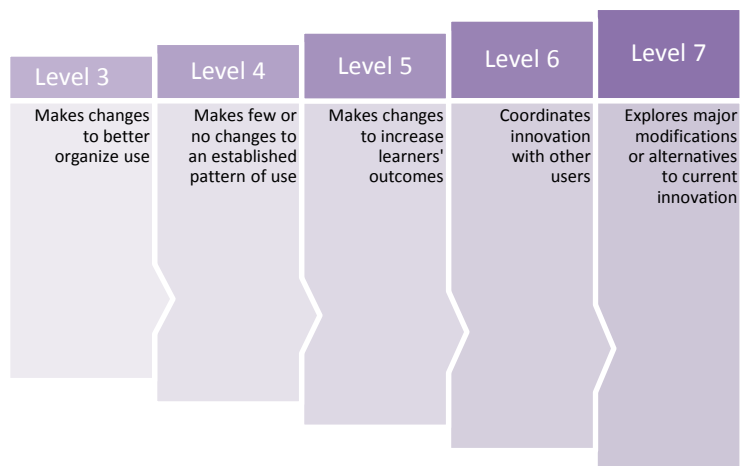 Level 3
Makes changes
to better
organize use
Level 4
Makes few or
no changes to
an established
pattern of use
Level 5
Makes changes
to increase
learners'
outcomes
Level 6
Coordinates
innovation
with other
users
Level 7
Explores major
modifications
or alternatives
to current
innovation